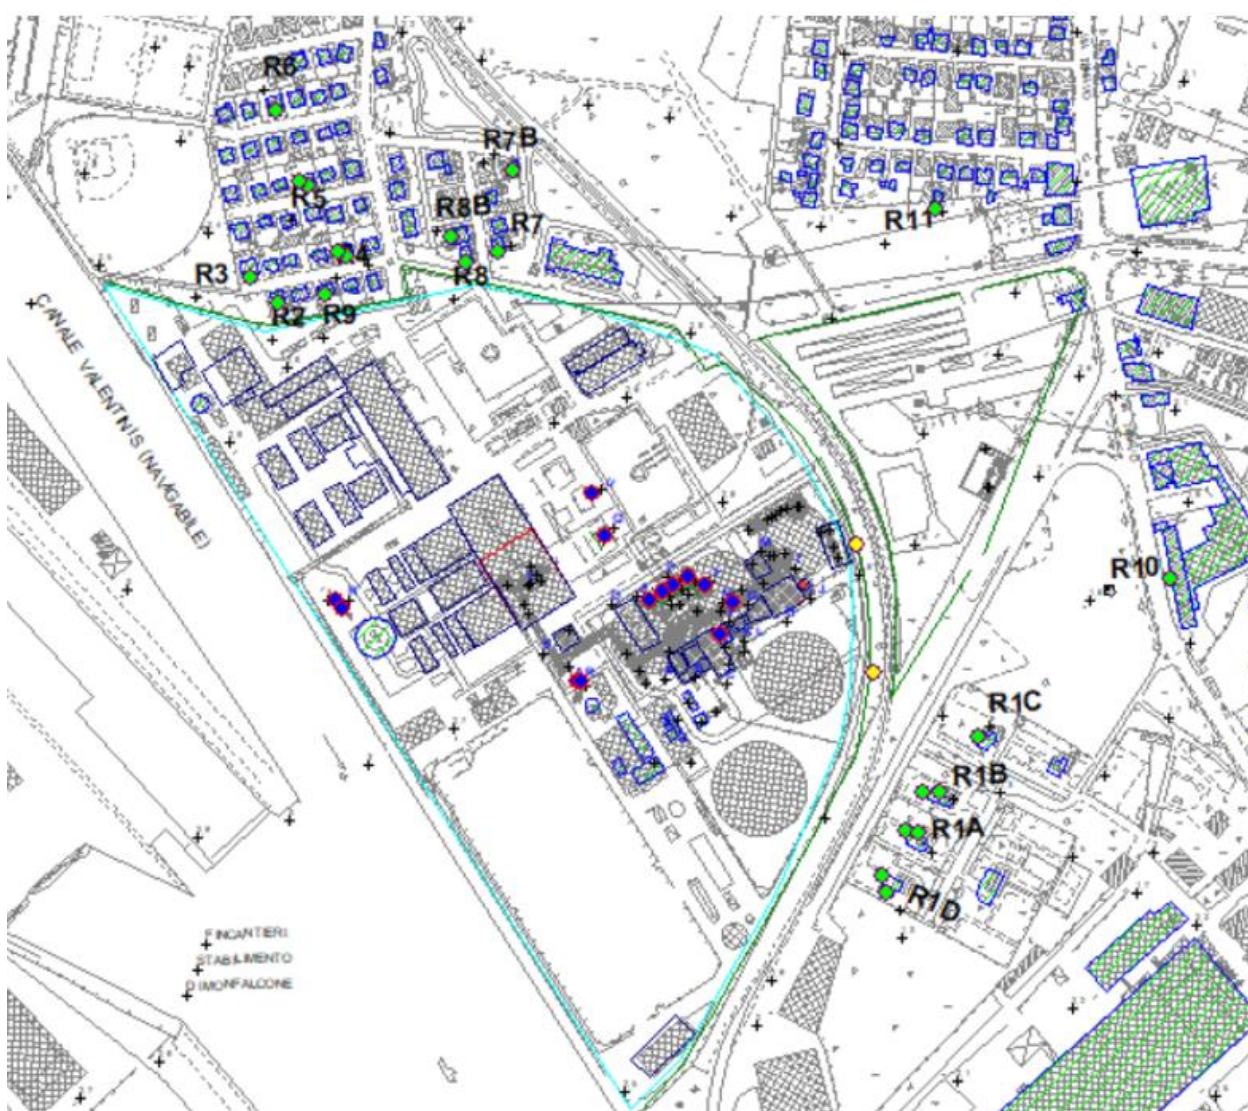 R6
R7B
R5
R8B
R11
R7
R4
R3
R8
R2
R9
CANALE VALENTINIS (NAVIGABILE)
R10
R1C
R1B
R1A
R1D
FINCANTIERI
STABILIMENTO
DI MONFALCONE